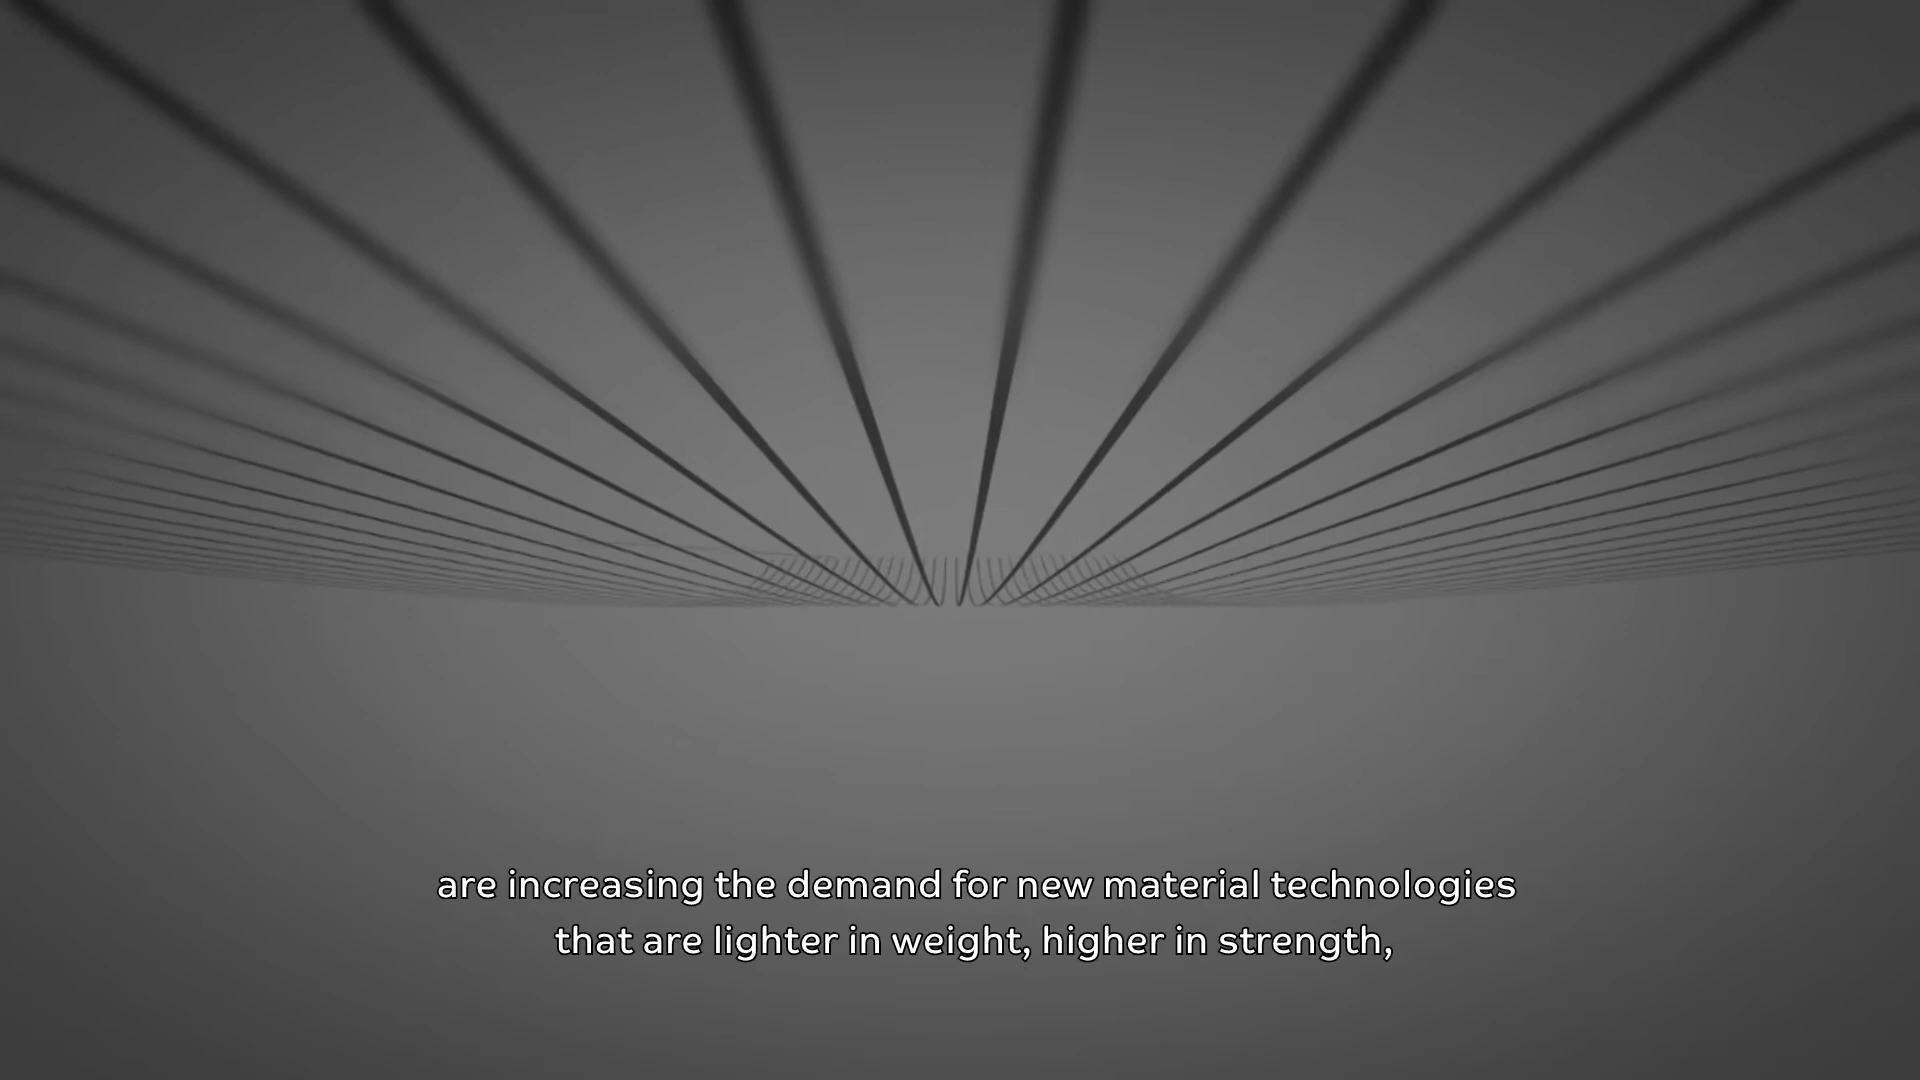 are increasing the demand for new material technologies
that are lighter in weight, higher in strength,